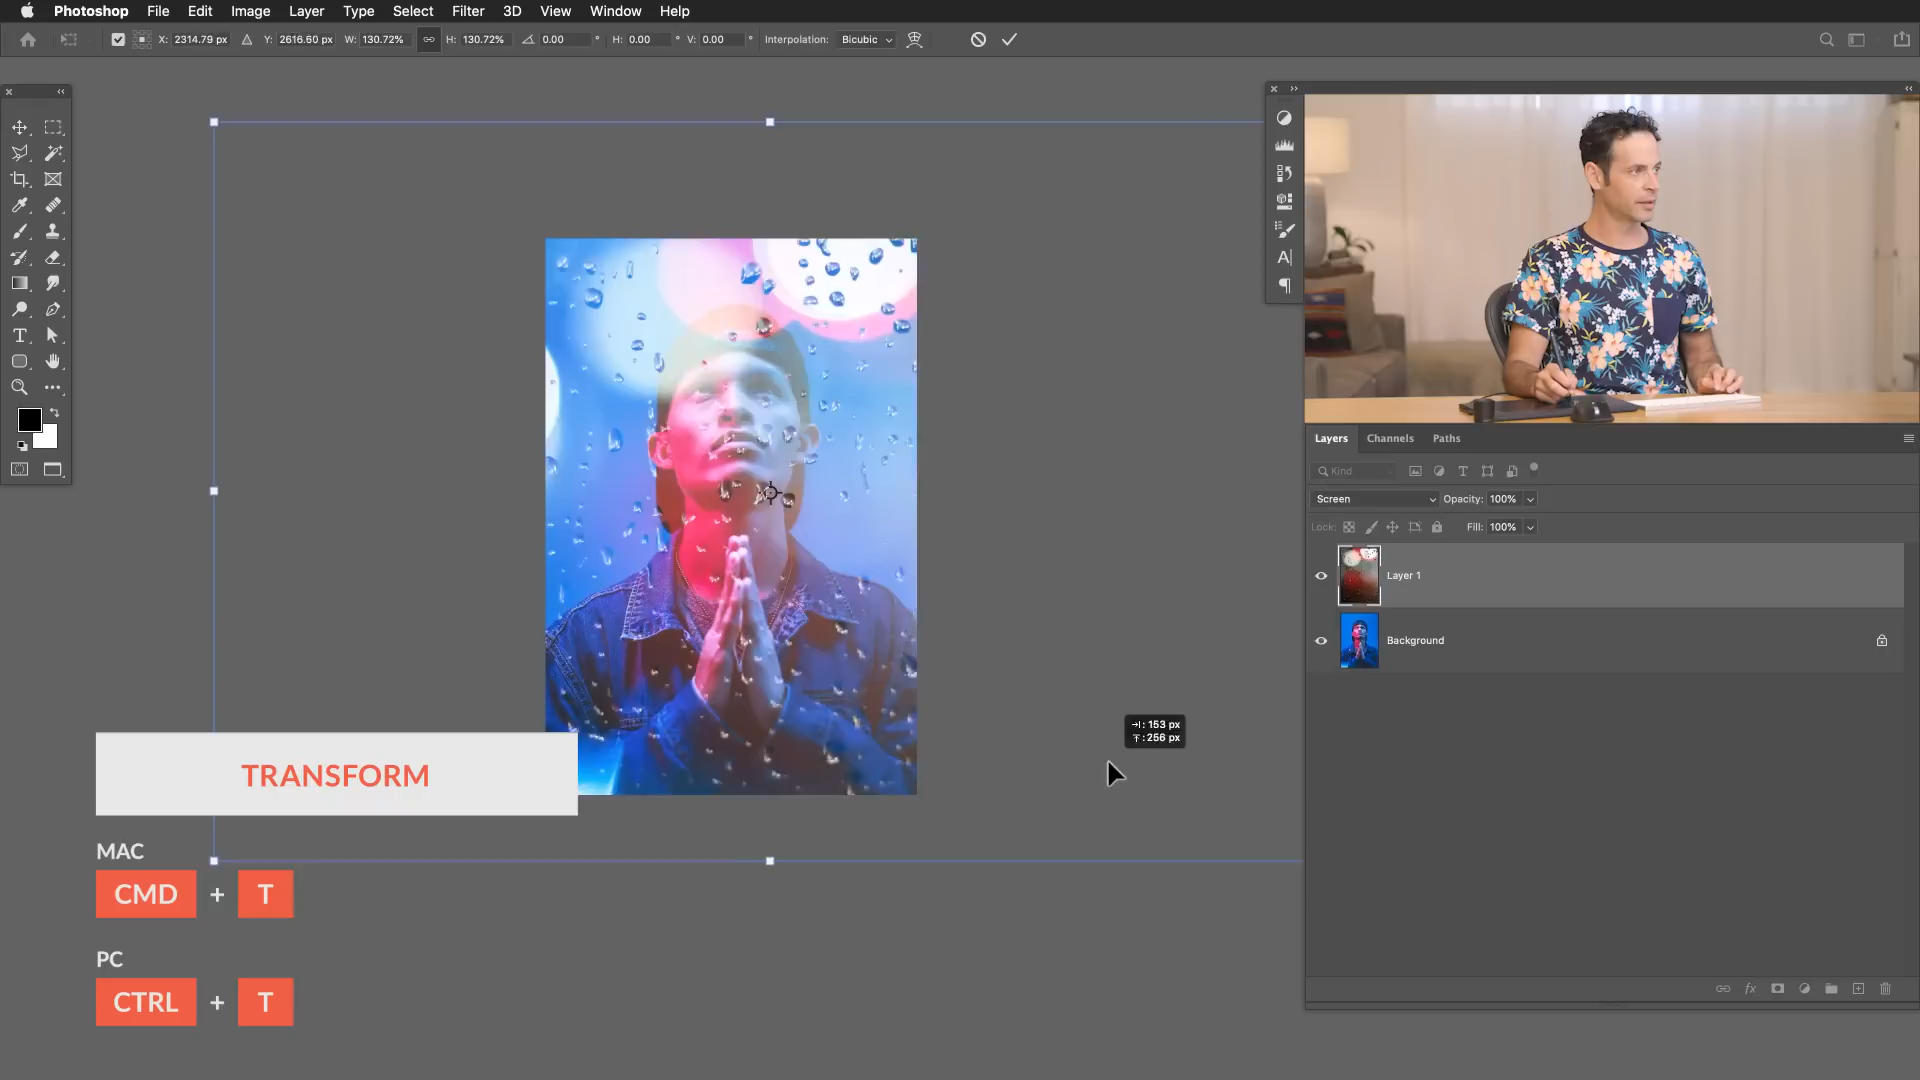 Photoshop File Edit Image Layer Type Select Filter 3D View Window Help
X: 2314.79 px Y: 2616.60 px W: 130.72% H: 130.72% 0.00 ° H: 0.00 ° V: 0.00 ° Interpolation: Bicubic
Layers Channels Paths
Kind
Screen Opacity: 100%
Lock: Fill: 100%
Layer 1
Background
: 153 px
: 256 px
TRANSFORM
MAC
CMD + T
PC
CTRL + T